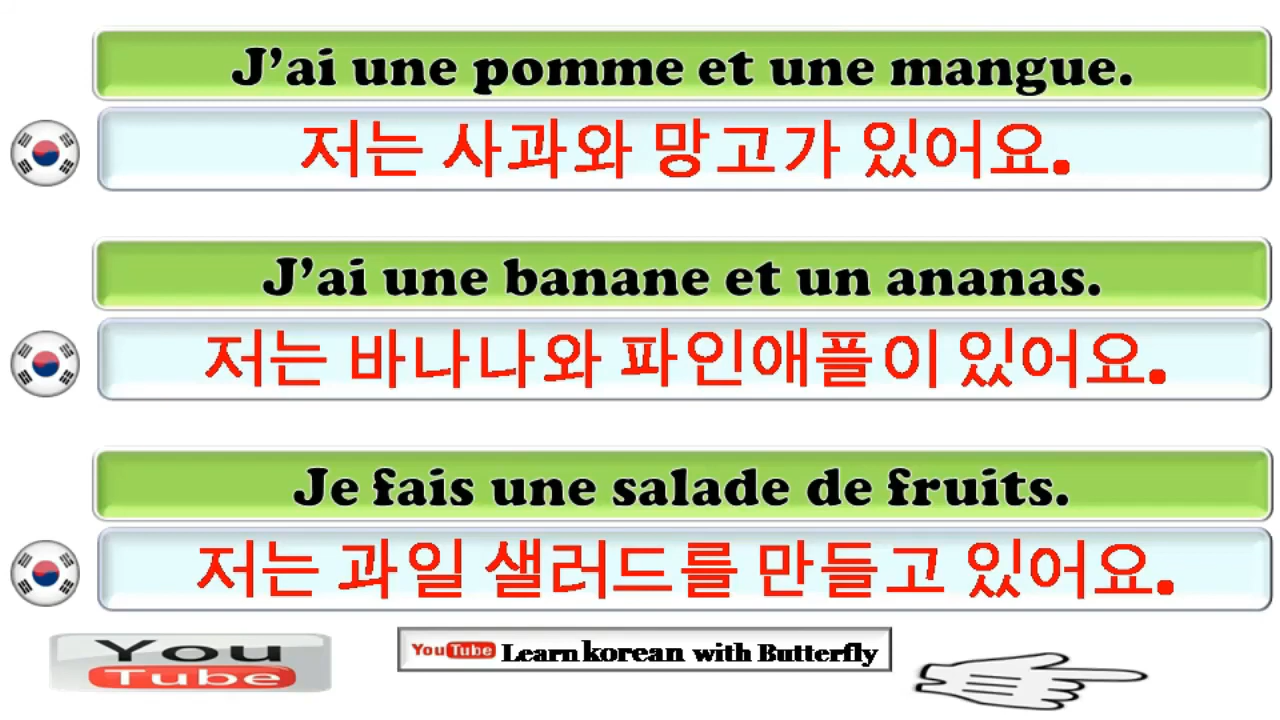 J'ai une pomme et une mangue.
저는 사과와 망고가 있어요.
J'ai une banane et un ananas.
저는 바나나와 파인애플이 있어요.
Je fais une salade de fruits.
저는 과일 샐러드를 만들고 있어요.
You
Tube
YouTube Learn korean with Butterfly